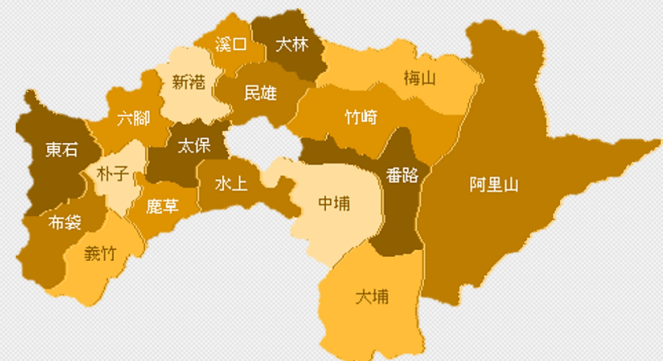 溪口
大林
新港
民雄
梅山
六腳
竹崎
東石
太保
朴子
水上
番路
阿里山
鹿草
中埔
布袋
義竹
大埔